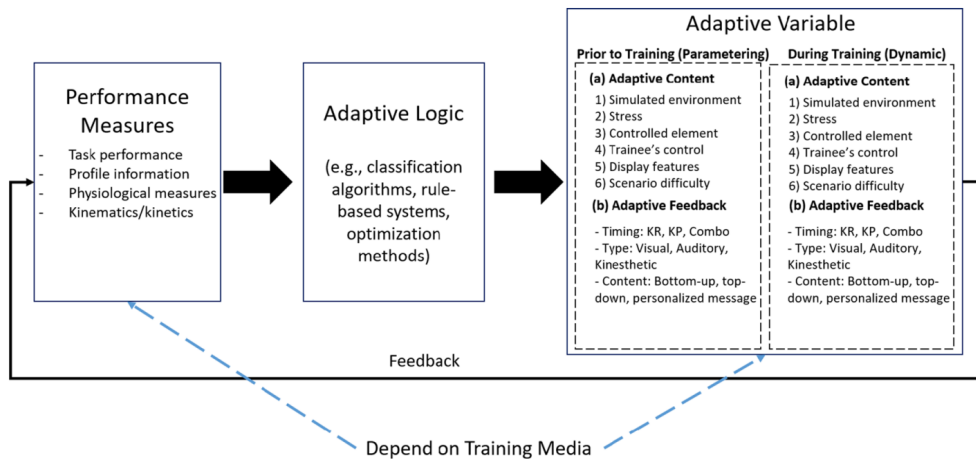 Performance
Measures
- Task performance
- Profile information
- Physiological measures
- Kinematics/kinetics
Adaptive Logic
(e.g., classification
algorithms, rule-
based systems,
optimization
methods)
Adaptive Variable
Prior to Training (Parametering)
(a) Adaptive Content
1) Simulated environment
2) Stress
3) Controlled element
4) Trainee's control
5) Display features
6) Scenario difficulty
(b) Adaptive Feedback
- Timing: KR, KP, Combo
- Type: Visual, Auditory,
Kinesthetic
- Content: Bottom-up, top-
down, personalized message
During Training (Dynamic)
(a) Adaptive Content
1) Simulated environment
2) Stress
3) Controlled element
4) Trainee's control
5) Display features
6) Scenario difficulty
(b) Adaptive Feedback
- Timing: KR, KP, Combo
- Type: Visual, Auditory,
Kinesthetic
- Content: Bottom-up, top-
down, personalized message
Feedback
Depend on Training Media